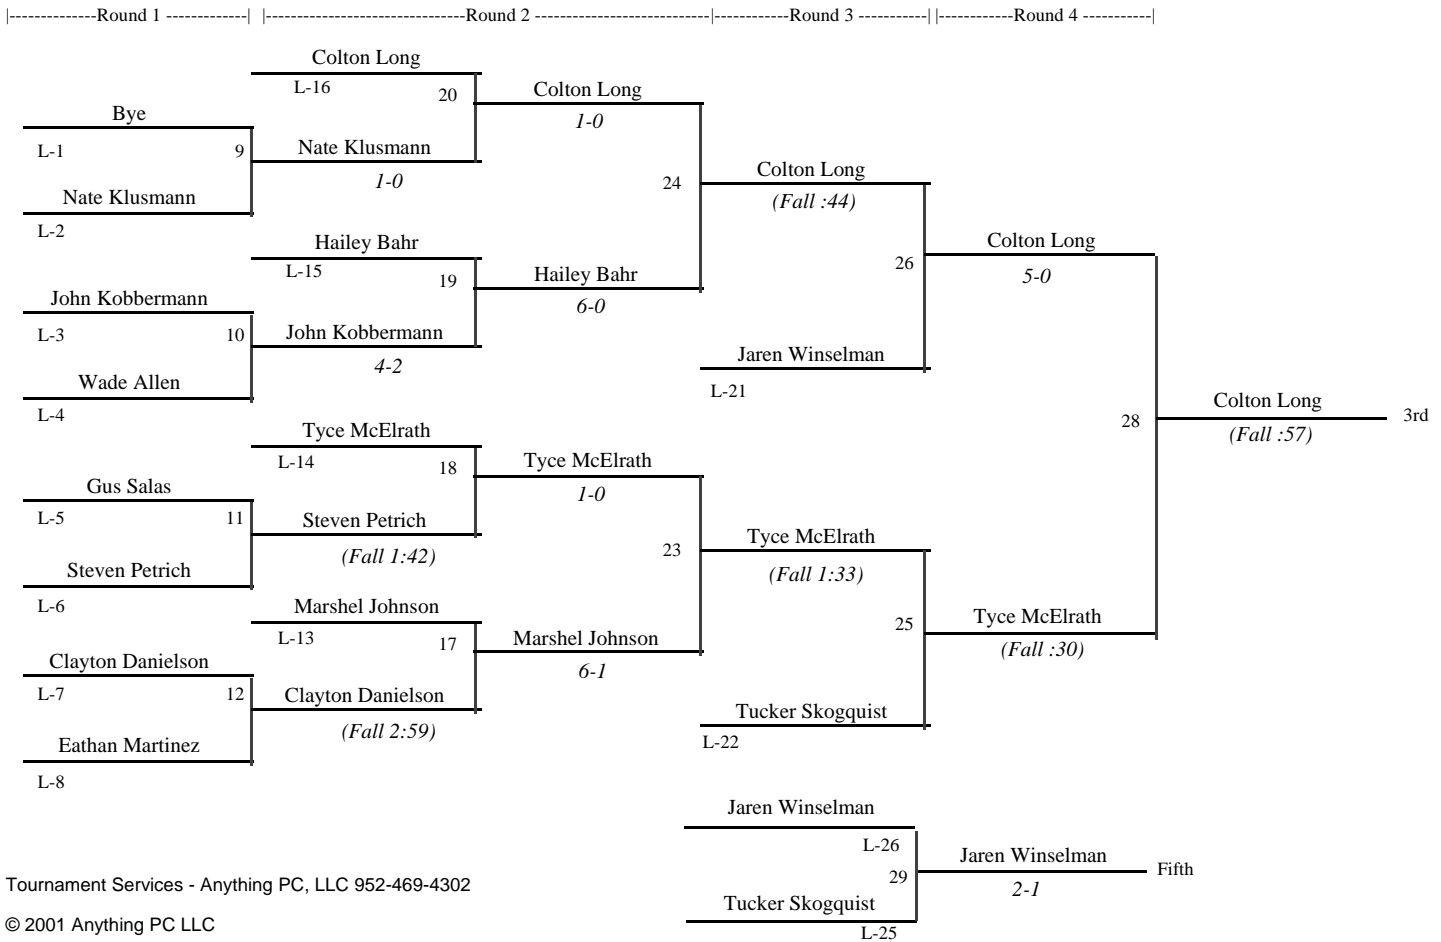 |---------------Round 1 --------------| |-----------------------------Round 2 -------------------------|------------Round 3 -----------| |------------Round 4 -----------|
Colton Long
L-16
20
Colton Long
1-0
Bye
L-1
9
Nate Klusmann
1-0
Nate Klusmann
L-2
24
Colton Long
(Fall :44)
Hailey Bahr
L-15
19
Hailey Bahr
6-0
John Kobbermann
L-3
10
John Kobbermann
4-2
Wade Allen
L-4
26
Colton Long
5-0
Jaren Winselman
L-21
28
Colton Long
(Fall :57)
3rd
Tyce McElrath
L-14
18
Tyce McElrath
1-0
Gus Salas
L-5
11
Steven Petrich
(Fall 1:42)
Steven Petrich
L-6
23
Tyce McElrath
(Fall 1:33)
Marshel Johnson
L-13
17
Marshel Johnson
6-1
Clayton Danielson
L-7
12
Clayton Danielson
(Fall 2:59)
Eathan Martinez
L-8
25
Tyce McElrath
(Fall :30)
Tucker Skogquist
L-22
Jaren Winselman
L-26
29
Jaren Winselman
2-1
Fifth
Tucker Skogquist
L-25
Tournament Services - Anything PC, LLC 952-469-4302
© 2001 Anything PC LLC